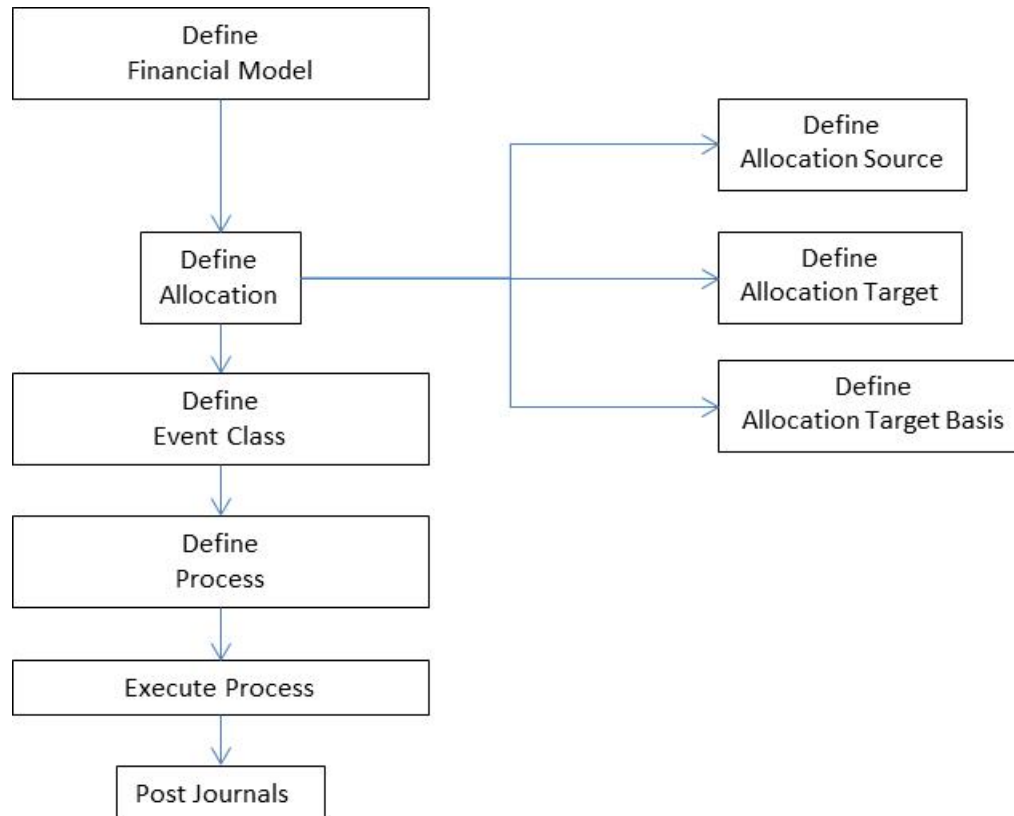 Define
Financial Model
Define
Allocation Source
Define
Allocation
Define
Allocation Target
Define
Event Class
Define
Allocation Target Basis
Define
Process
Execute Process
Post Journals